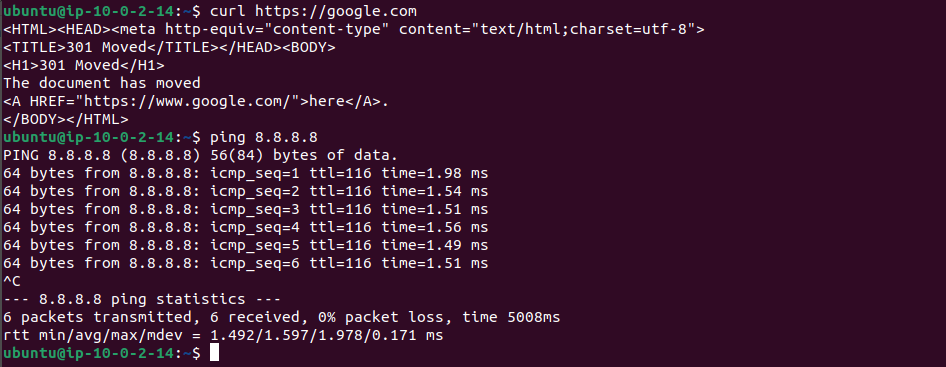 ubuntu@ip-10-0-2-14:~$ curl https://google.com
<HTML><HEAD><meta http-equiv="content-type" content="text/html;charset=utf-8">
<TITLE>301 Moved</TITLE></HEAD><BODY>
<H1>301 Moved</H1>
The document has moved
<A HREF="https://www.google.com/">here</A>.
</BODY></HTML>
ubuntu@ip-10-0-2-14:~$ ping 8.8.8.8
PING 8.8.8.8 (8.8.8.8) 56(84) bytes of data.
64 bytes from 8.8.8.8: icmp_seq=1 ttl=116 time=1.98 ms
64 bytes from 8.8.8.8: icmp_seq=2 ttl=116 time=1.54 ms
64 bytes from 8.8.8.8: icmp_seq=3 ttl=116 time=1.51 ms
64 bytes from 8.8.8.8: icmp_seq=4 ttl=116 time=1.56 ms
64 bytes from 8.8.8.8: icmp_seq=5 ttl=116 time=1.49 ms
64 bytes from 8.8.8.8: icmp_seq=6 ttl=116 time=1.51 ms
^C
--- 8.8.8.8 ping statistics ---
6 packets transmitted, 6 received, 0% packet loss, time 5008ms
rtt min/avg/max/mdev = 1.492/1.597/1.978/0.171 ms
ubuntu@ip-10-0-2-14:~$